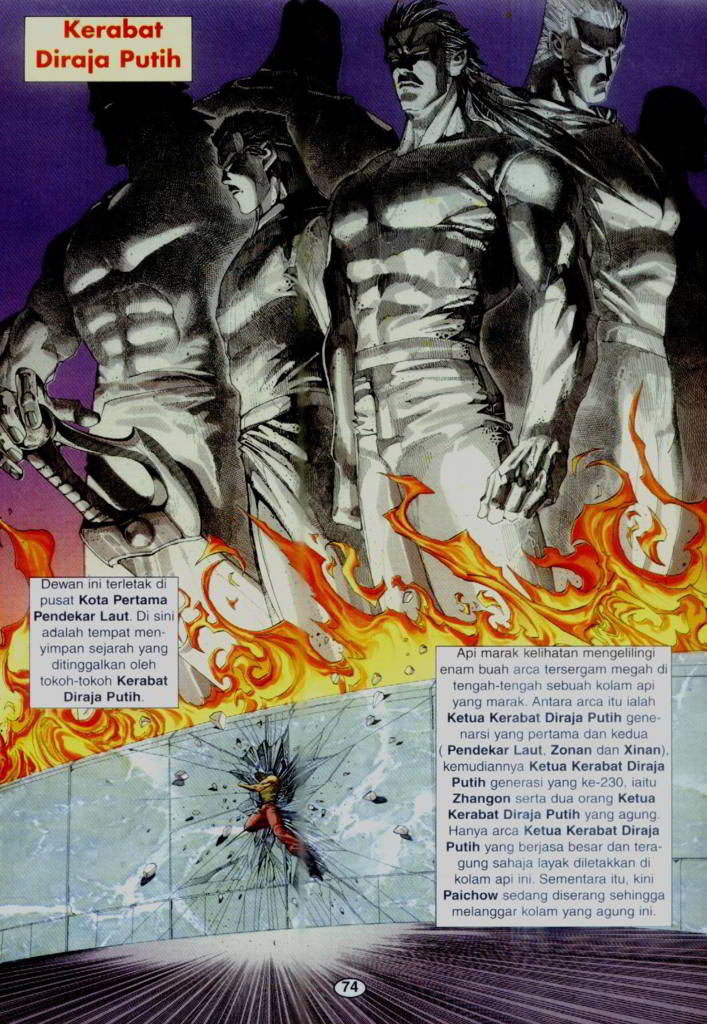 Kerabat
Diraja Putih
Dewan ini terletak di
pusat Kota Pertama
Pendekar Laut. Di sini
adalah tempat men-
yimpan sejarah yang
ditinggalkan oleh
tokoh-tokoh Kerabat
Diraja Putih.
Api marak kelihatan mengelilingi
enam buah arca tersergam megah di
tengah-tengah sebuah kolam api
yang marak. Antara arca itu ialah
Ketua Kerabat Diraja Putih gene-
narsi yang pertama dan kedua
( Pendekar Laut, Zonan dan Xinan),
kemudiannya Ketua Kerabat Diraja
Putih generasi yang ke-230, iaitu
Zhangon serta dua orang Ketua
Kerabat Diraja Putih yang agung.
Hanya arca Ketua Kerabat Diraja
Putih yang berjasa besar dan tera-
gung sahaja layak diletakkan di
kolam api ini. Sementara itu, kini
Paichow sedang diserang sehingga
melanggar kolam yang agung ini.
74